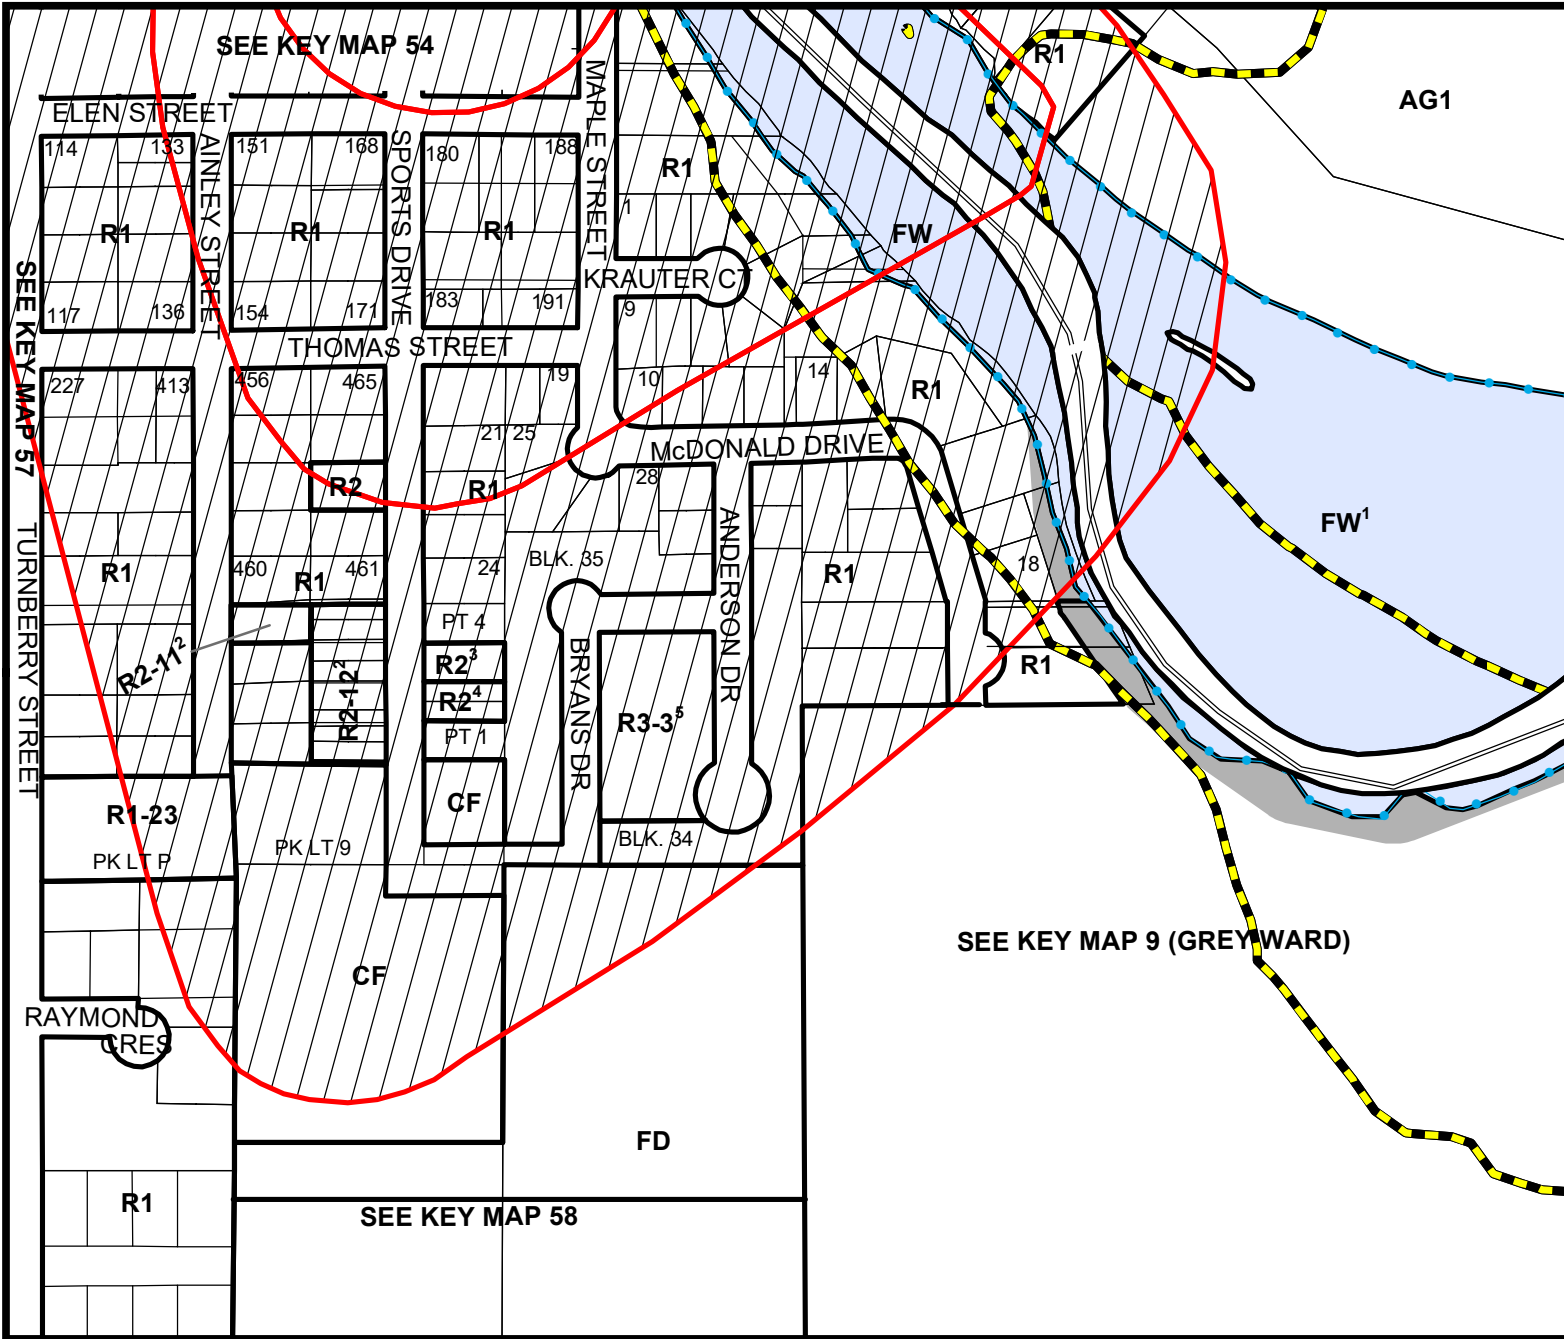 SEE KEY MAP 54
R1
AG1
ELEN STREET
MAPLE STREET
114
133
AINLEY STREET
151
168
SPORTS DRIVE
180
188
R1
1
R1
R1
R1
FW
SEE KEY MAP 57
KRAUTER CT
117
136
154
171
183
191
9
THOMAS STREET
227
413
456
465
19
10
14
R1
21
25
McDONALD DRIVE
R2
R1
28
ANDERSON DR
FW¹
TURNBERRY STREET
R1
460
R1
461
24
BLK. 35
R1
18
PT 4
R2-11²
R2-12²
R2³
R2⁴
BRYANS DR
R1
R3-3⁵
PT 1
CF
R1-23
PK LT P
PK LT 9
BLK. 34
SEE KEY MAP 9 (GREY WARD)
CF
RAYMOND
CRES
FD
R1
SEE KEY MAP 58